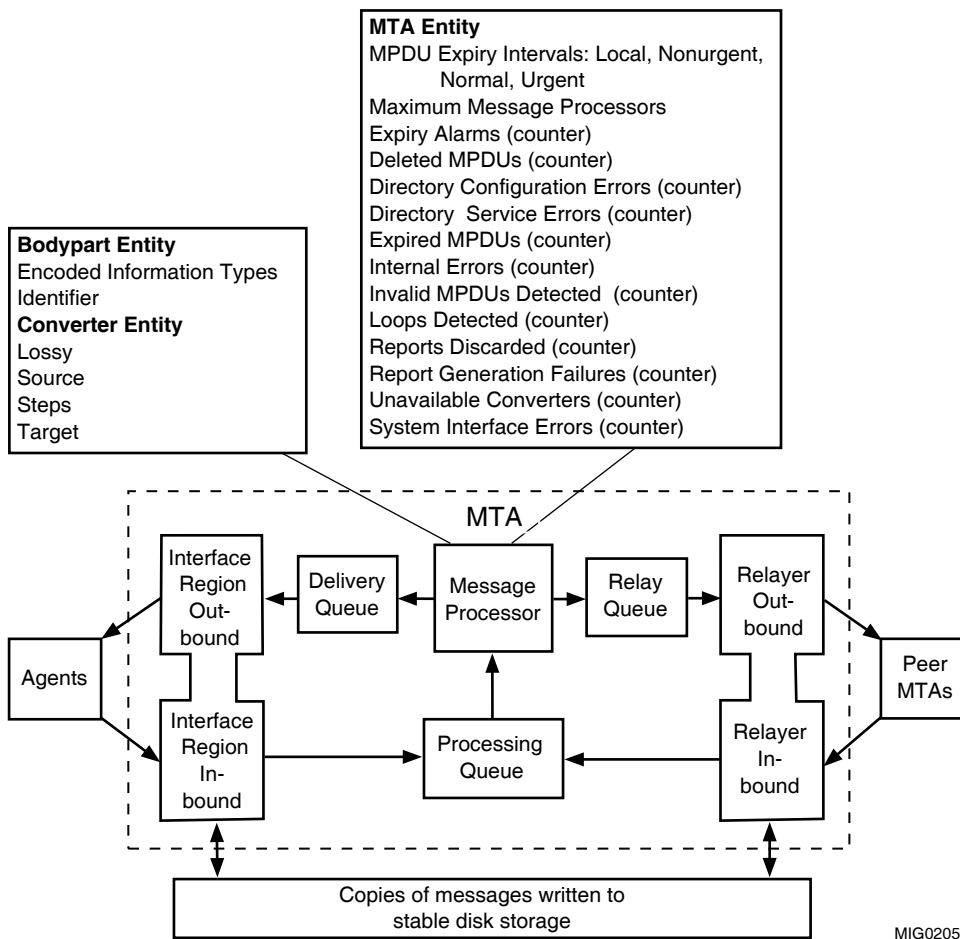 MTA Entity
MPDU Expiry Intervals: Local, Nonurgent,
Normal, Urgent
Maximum Message Processors
Expiry Alarms (counter)
Deleted MPDUs (counter)
Directory Configuration Errors (counter)
Directory Service Errors (counter)
Expired MPDUs (counter)
Internal Errors (counter)
Invalid MPDUs Detected (counter)
Loops Detected (counter)
Reports Discarded (counter)
Report Generation Failures (counter)
Unavailable Converters (counter)
System Interface Errors (counter)
Bodypart Entity
Encoded Information Types
Identifier
Converter Entity
Lossy
Source
Steps
Target
MTA
Interface
Region
Out-
bound
Delivery
Queue
Message
Processor
Relay
Queue
Relayer
Out-
bound
Agents
Peer
MTAs
Interface
Region
In-
bound
Processing
Queue
Relayer
In-
bound
Copies of messages written to
stable disk storage
MIG0205